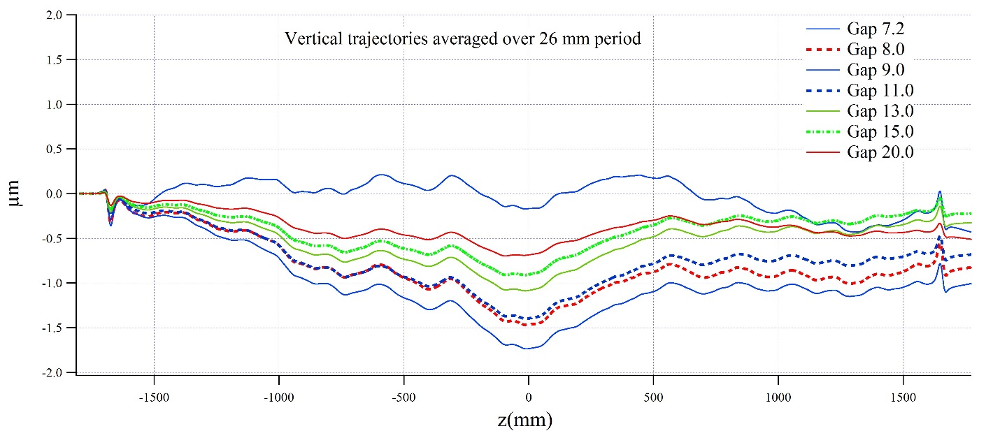 Vertical trajectories averaged over 26 mm period
Gap 7.2
Gap 8.0
Gap 9.0
Gap 11.0
Gap 13.0
Gap 15.0
Gap 20.0
µm
2.0
1.5
1.0
0.5
0.0
-0.5
-1.0
-1.5
-2.0
-1500 -1000 -500 0 500 1000 1500
z(mm)